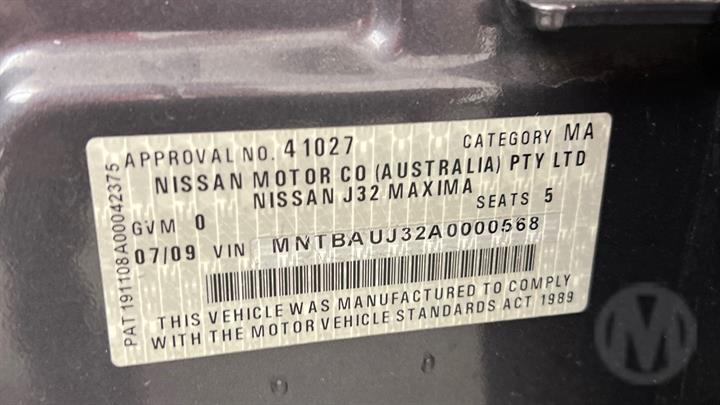 APPROVAL NO. 41027 CATEGORY MA
NISSAN MOTOR CO (AUSTRALIA) PTY LTD
NISSAN J32 MAXIMA
GVM 0 SEATS 5
07/09 VIN MNTBAUJ32A0000568
THIS VEHICLE WAS MANUFACTURED TO COMPLY
WITH THE MOTOR VEHICLE STANDARDS ACT 1989
PAT 191108A00042375
M